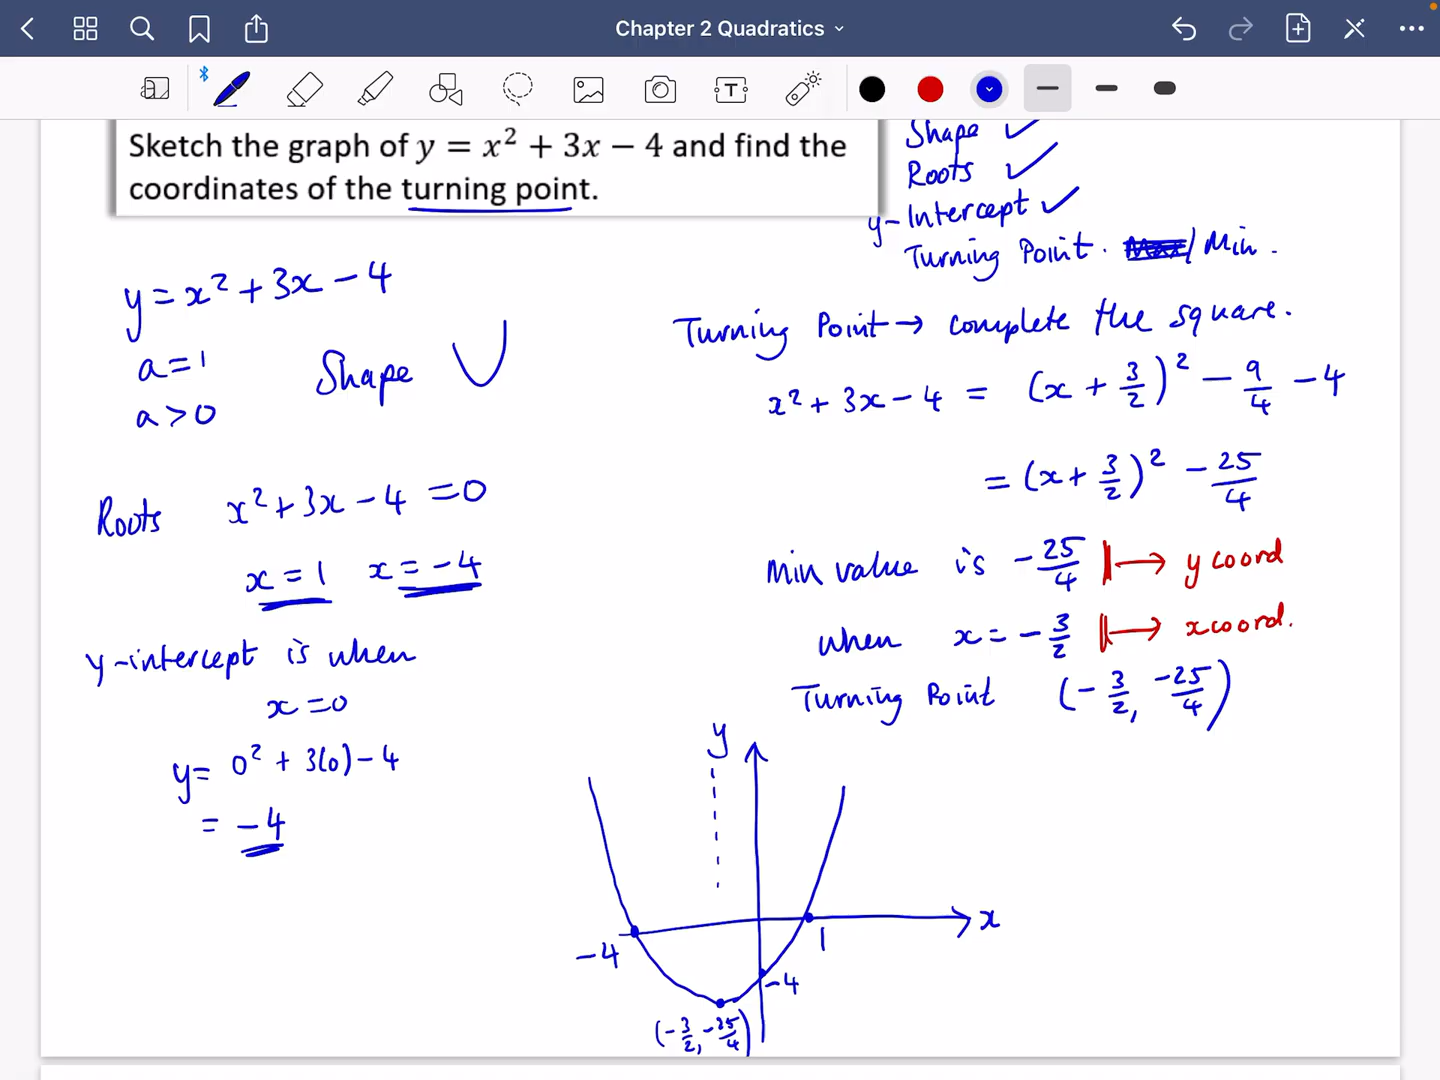 Chapter 2 Quadratics
T
Sketch the graph of y = x² + 3x − 4 and find the
coordinates of the turning point.
Shape ✓
Roots ✓
y-Intercept ✓
Turning Point. / Min.
y = x² + 3x − 4
a = 1
a > 0
Shape
Roots x² + 3x − 4 = 0
x = 1 x = −4
y-intercept is when
x = 0
y = 0² + 3(0) − 4
= −4
Turning Point → complete the square.
x² + 3x − 4 = (x + 3/2)² − 9/4 − 4
= (x + 3/2)² − 25/4
Min value is −25/4 → y coord
when x = −3/2 → x coord.
Turning Point (−3/2, −25/4)
y
x
−4
1
−4
(−3/2, −25/4)